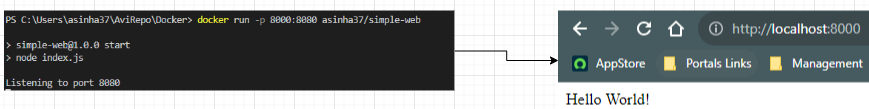 PS C:\Users\asinha37\AviRepo\Docker> docker run -p 8000:8080 asinha37/simple-web
> simple-web@1.0.0 start
> node index.js
Listening to port 8080
http://localhost:8000
AppStore Portals Links Management
Hello World!